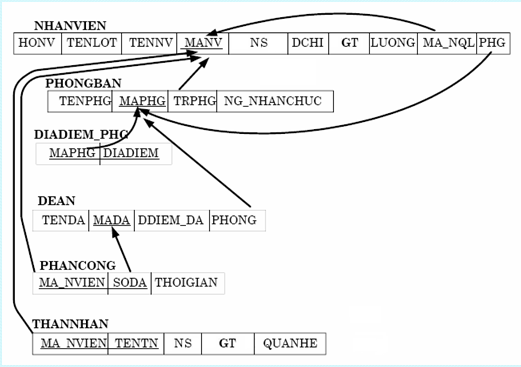 NHANVIEN
HONV TENLOT TENNV MANV NS DCHI GT LUONG MA_NQL PHG
PHONGBAN
TENPHG MAPHG TRPHG NG_NHANCHUC
DIADIEM_PHG
MAPHG DIADIEM
DEAN
TENDA MADA DDIEM_DA PHONG
PHANCONG
MA_NVIEN SODA THOIGIAN
THANNHAN
MA_NVIEN TENTN NS GT QUANHE